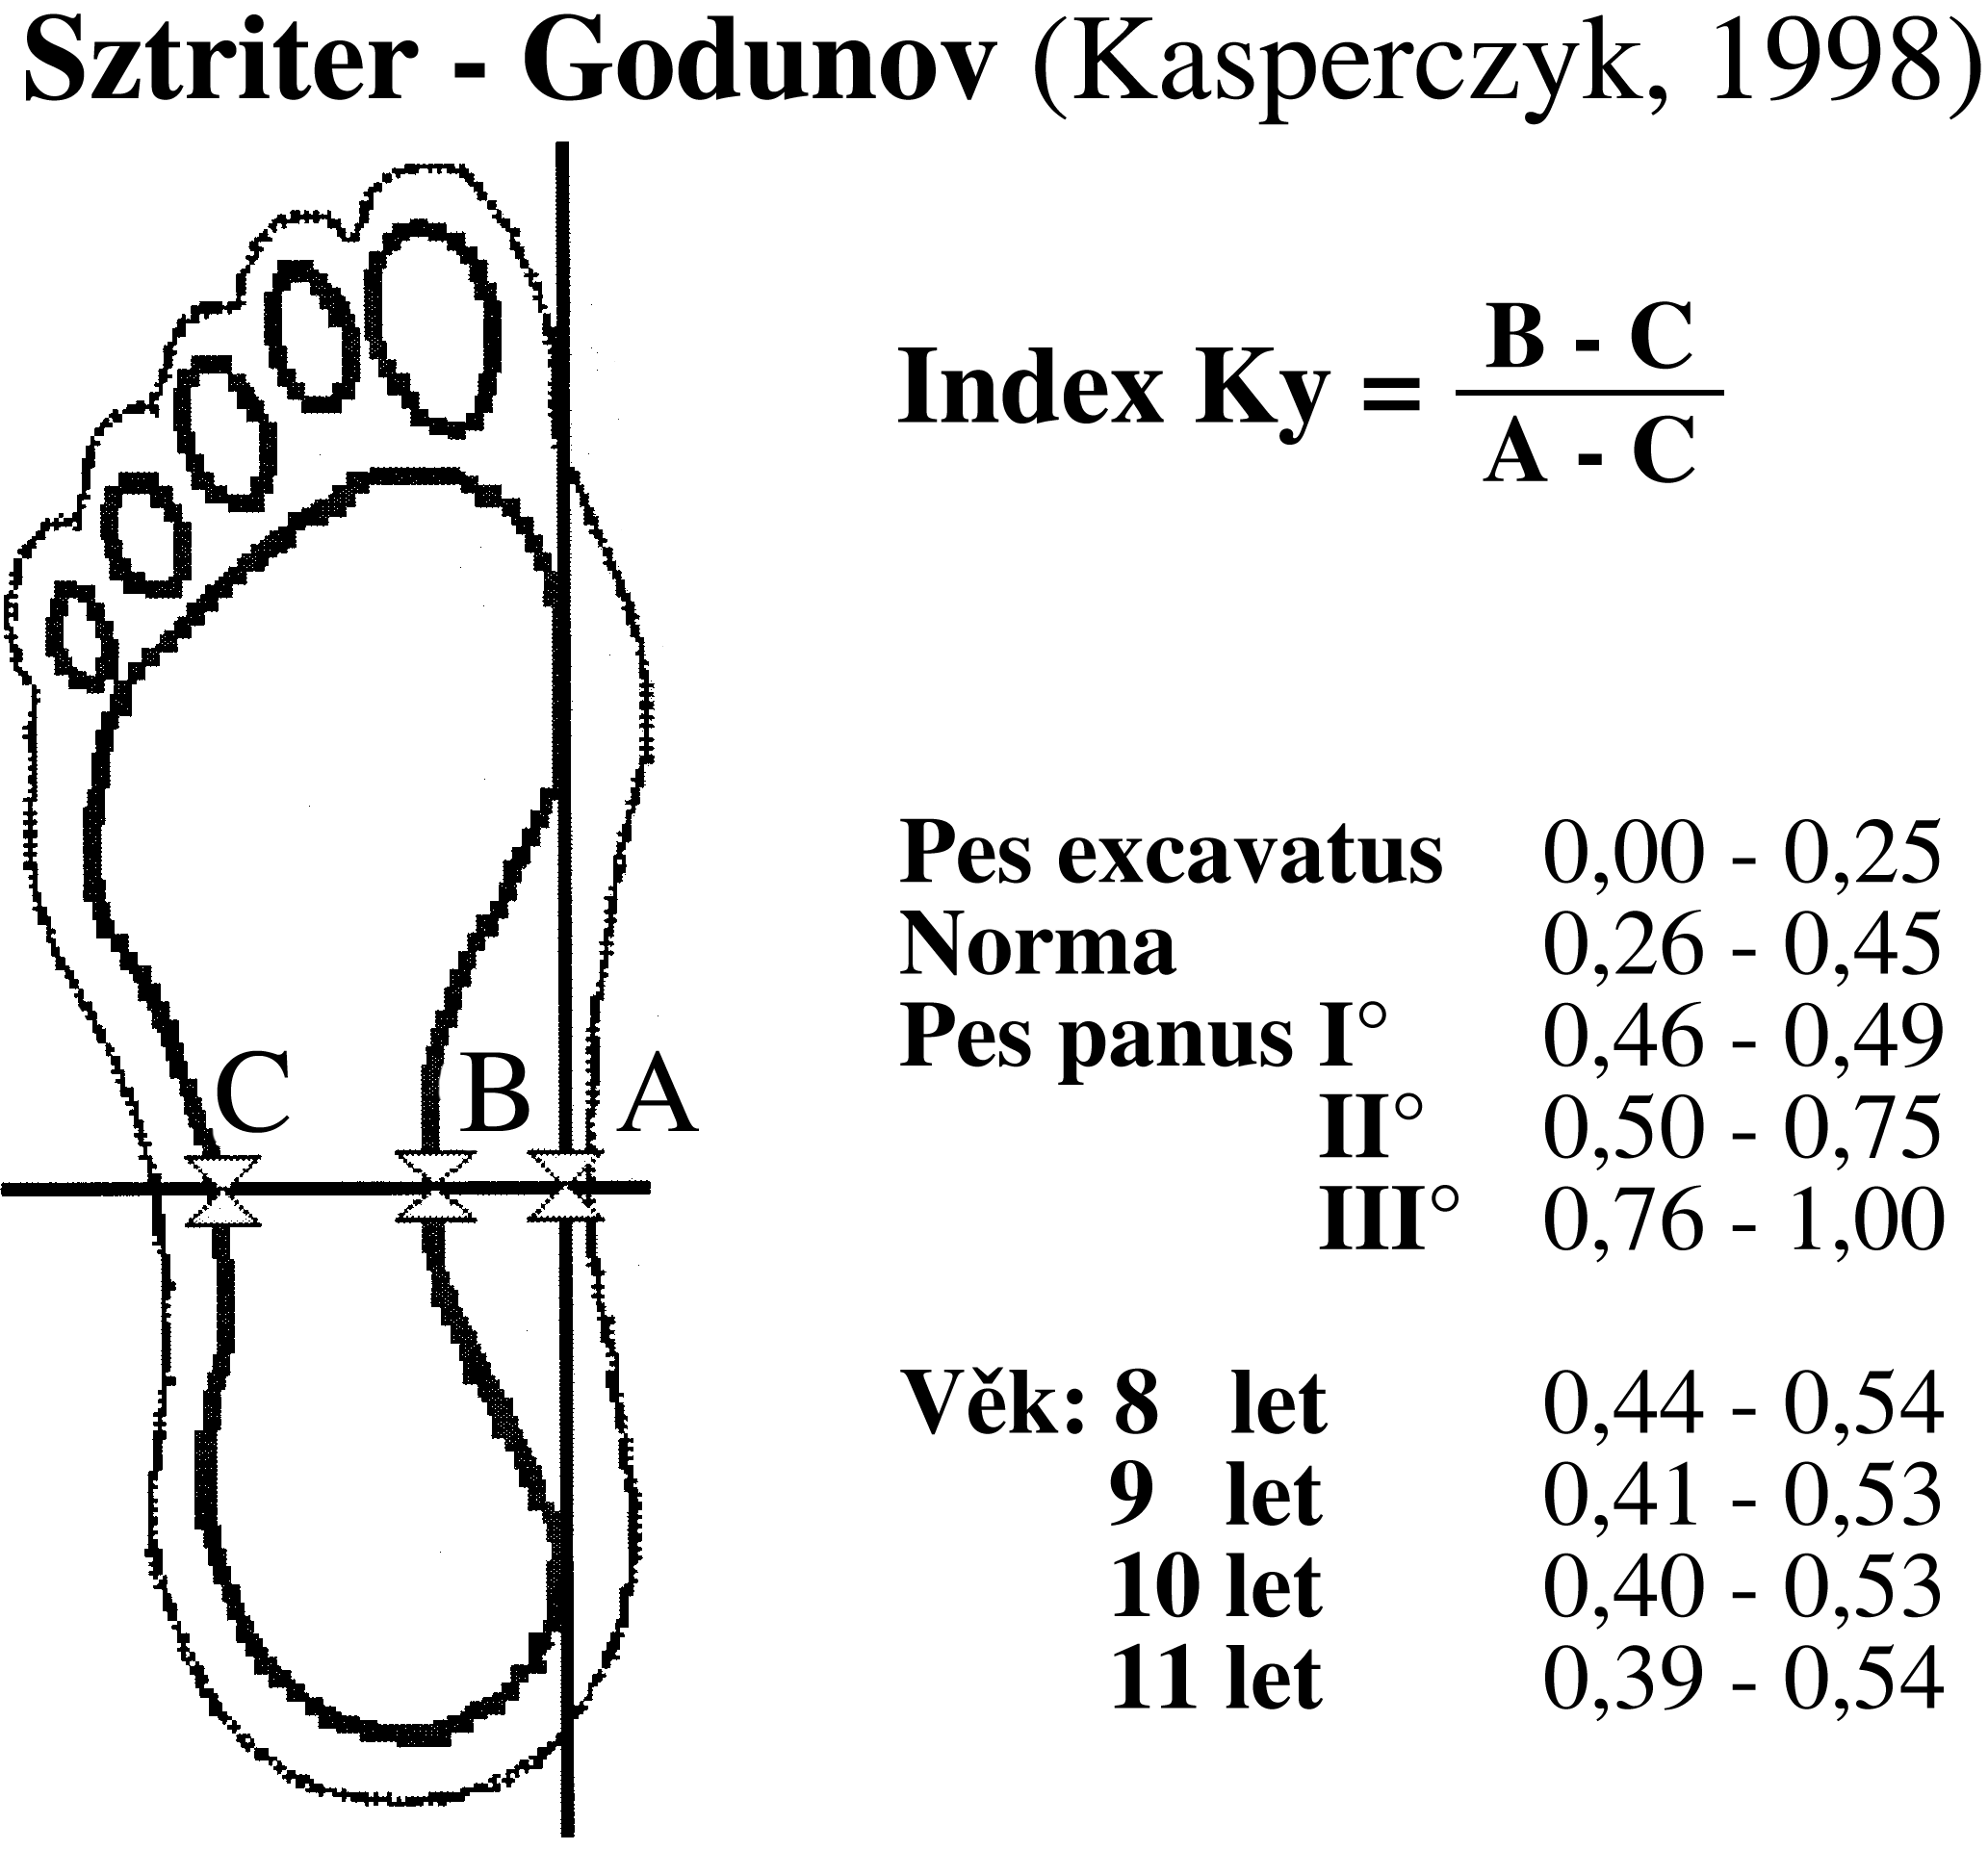 Sztriter - Godunov (Kasperczyk, 1998)
Index Ky = B - C
A - C
Pes excavatus 0,00 - 0,25
Norma 0,26 - 0,45
Pes panus I° 0,46 - 0,49
II° 0,50 - 0,75
III° 0,76 - 1,00
C B A
Věk: 8 let 0,44 - 0,54
9 let 0,41 - 0,53
10 let 0,40 - 0,53
11 let 0,39 - 0,54